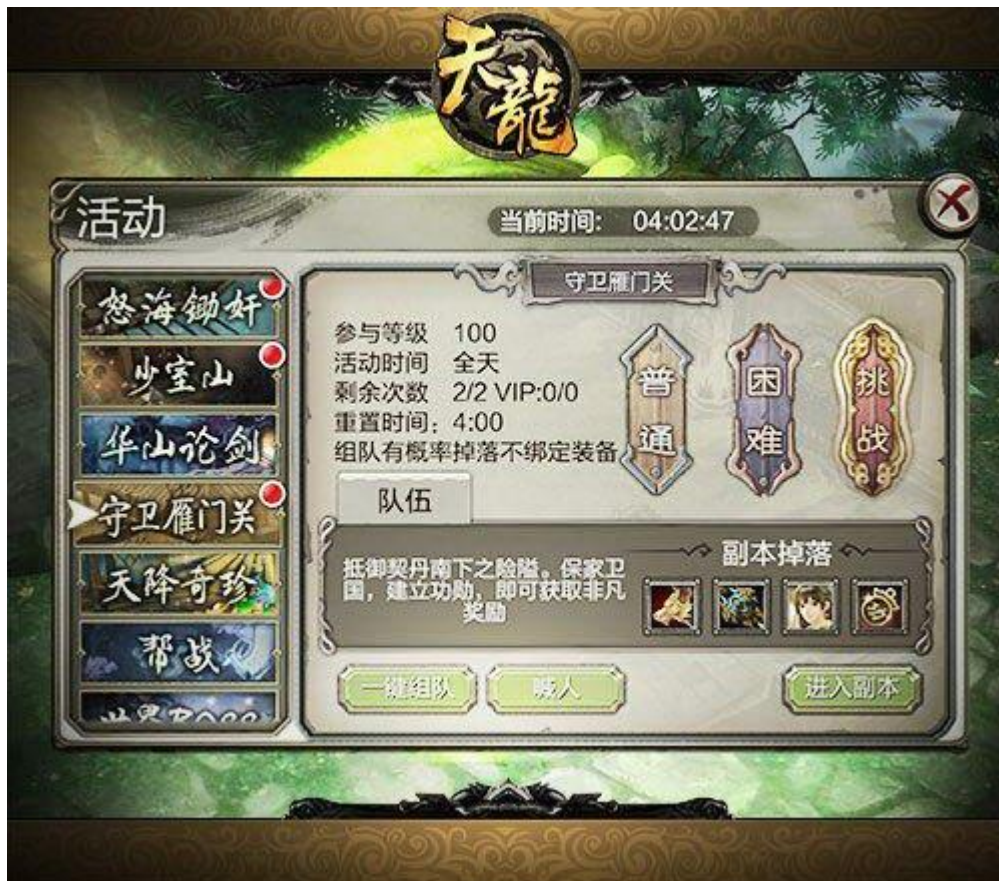 天龍
活动
当前时间: 04:02:47
怒海锄奸
少室山
华山论剑
守卫雁门关
天降奇珍
帮战
世界Boss
守卫雁门关
参与等级 100
活动时间 全天
剩余次数 2/2 VIP:0/0
重置时间: 4:00
组队有概率掉落不绑定装备
普通
困难
挑战
队伍
抵御契丹南下之险隘。保家卫
国，建立功勋，即可获取非凡
奖励
副本掉落
一键组队
喊人
进入副本